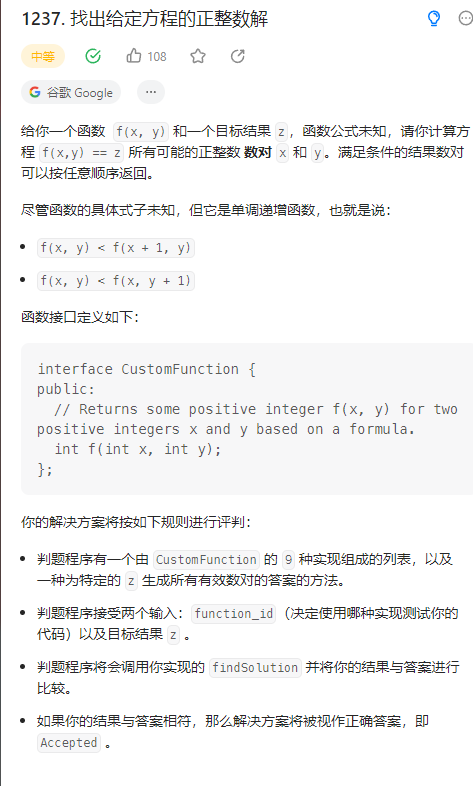 1237. 找出给定方程的正整数解
中等 108
谷歌 Google ...
给你一个函数 f(x, y) 和一个目标结果 z，函数公式未知，请你计算方
程 f(x,y) == z 所有可能的正整数 数对 x 和 y。满足条件的结果数对
可以按任意顺序返回。
尽管函数的具体式子未知，但它是单调递增函数，也就是说：
• f(x, y) < f(x + 1, y)
• f(x, y) < f(x, y + 1)
函数接口定义如下：
interface CustomFunction {
public:
// Returns some positive integer f(x, y) for two
positive integers x and y based on a formula.
int f(int x, int y);
};
你的解决方案将按如下规则进行评判：
• 判题程序有一个由 CustomFunction 的 9 种实现组成的列表，以及
一种为特定的 z 生成所有有效数对的答案的方法。
• 判题程序接受两个输入：function_id（决定使用哪种实现测试你的
代码）以及目标结果 z 。
• 判题程序将会调用你实现的 findSolution 并将你的结果与答案进行
比较。
• 如果你的结果与答案相符，那么解决方案将被视作正确答案，即
Accepted 。